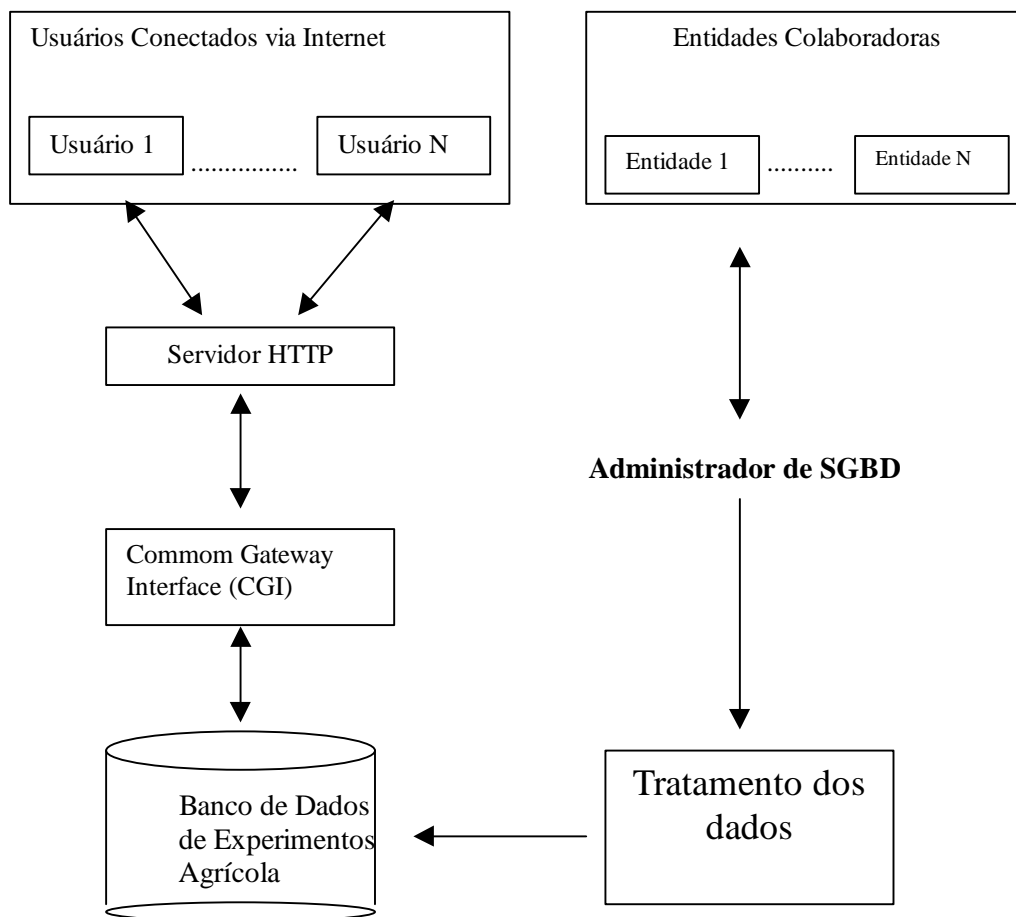 Usuários Conectados via Internet
Entidades Colaboradoras
Usuário 1
................
Usuário N
Entidade 1
..........
Entidade N
Servidor HTTP
Administrador de SGBD
Commom Gateway
Interface (CGI)
Banco de Dados
de Experimentos
Agrícola
Tratamento dos
dados